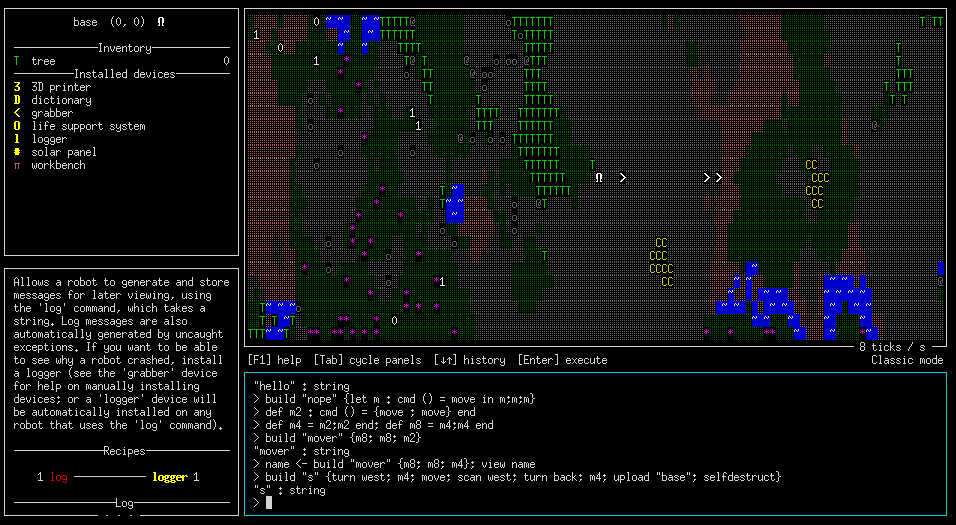 base (0, 0) Ω
Inventory
T tree 0
Installed devices
3 3D printer
D dictionary
< grabber
O life support system
l logger
* solar panel
π workbench
Allows a robot to generate and store
messages for later viewing, using
the 'log' command, which takes a
string. Log messages are also
automatically generated by uncaught
exceptions. If you want to be able
to see why a robot crashed, install
a logger (see the 'grabber' device
for help on manually installing
devices; or a 'logger' device will
be automatically installed on any
robot that uses the 'log' command).
Recipes
1 log logger 1
Log
8 ticks / s
[F1] help [Tab] cycle panels [↓↑] history [Enter] execute Classic mode
"hello" : string
> build "nope" {let m : cmd () = move in m;m;m}
> def m2 : cmd () = {move ; move} end
> def m4 = m2;m2 end; def m8 = m4;m4 end
> build "mover" {m8; m8; m2}
"mover" : string
> name <- build "mover" {m8; m8; m4}; view name
> build "s" {turn west; m4; move; scan west; turn back; m4; upload "base"; selfdestruct}
"s" : string
>